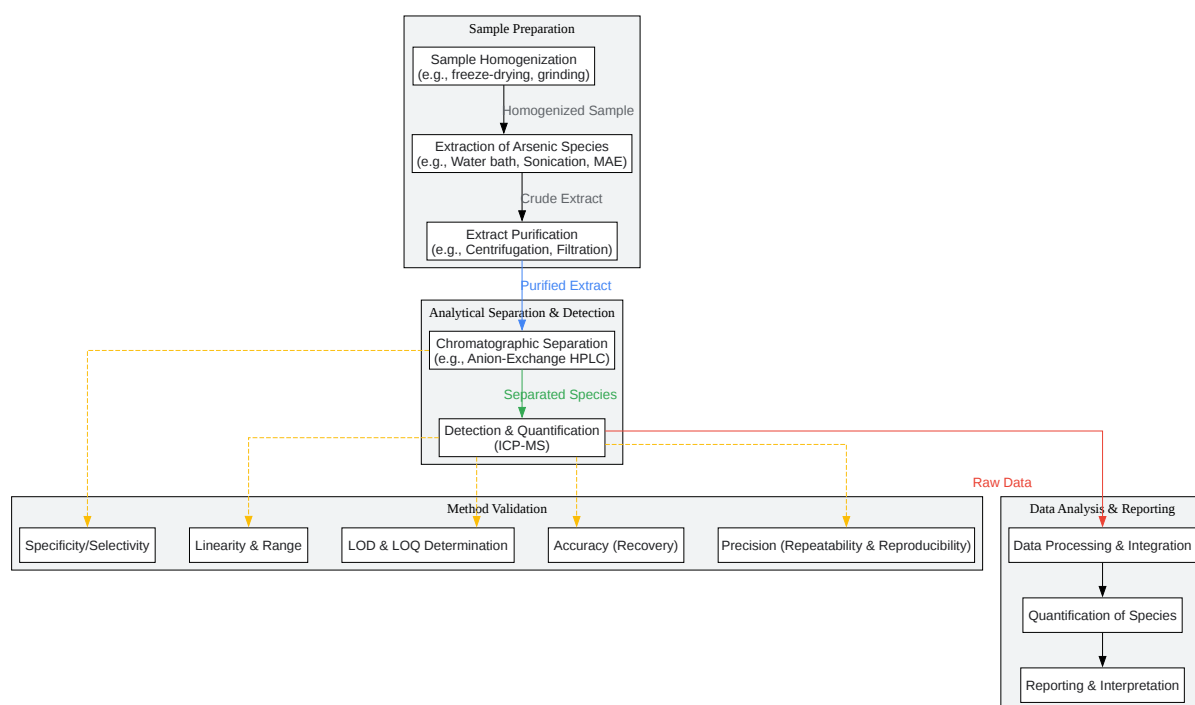 Sample Preparation
Sample Homogenization
(e.g., freeze-drying, grinding)
Homogenized Sample
Extraction of Arsenic Species
(e.g., Water bath, Sonication, MAE)
Crude Extract
Extract Purification
(e.g., Centrifugation, Filtration)
Purified Extract
Analytical Separation & Detection
Chromatographic Separation
(e.g., Anion-Exchange HPLC)
Separated Species
Detection & Quantification
(ICP-MS)
Raw Data
Method Validation
Specificity/Selectivity
Linearity & Range
LOD & LOQ Determination
Accuracy (Recovery)
Precision (Repeatability & Reproducibility)
Data Analysis & Reporting
Data Processing & Integration
Quantification of Species
Reporting & Interpretation